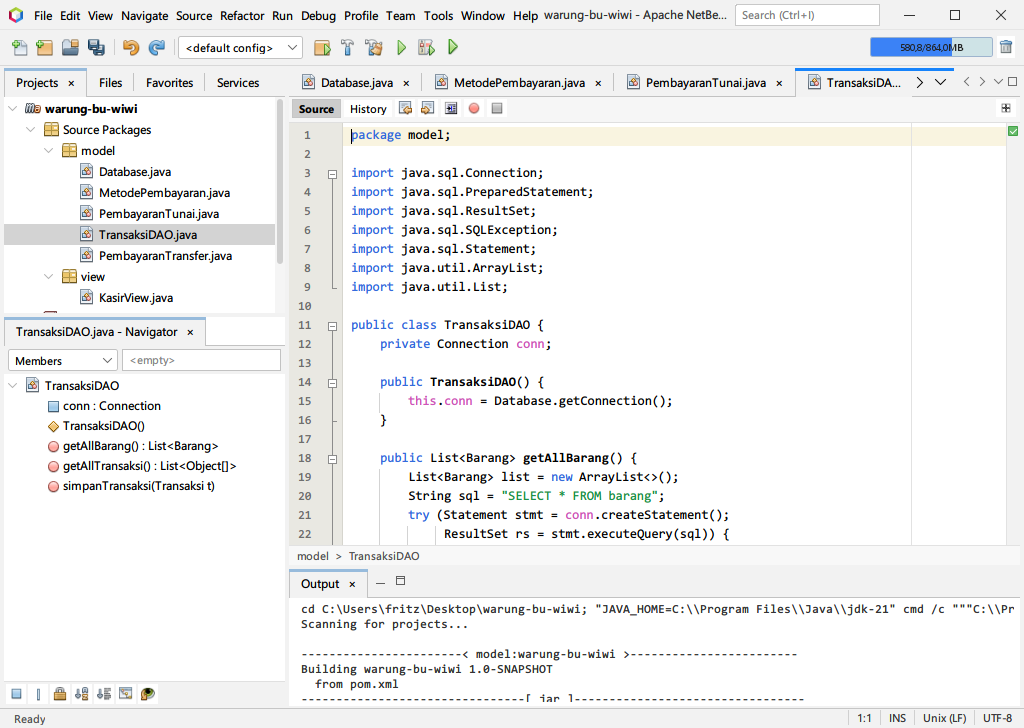 File Edit View Navigate Source Refactor Run Debug Profile Team Tools Window Help warung-bu-wiwi - Apache NetBe... Search (Ctrl+I)
<default config> 580,8/864,0MB
Projects × Files Favorites Services
Database.java × MetodePembayaran.java × PembayaranTunai.java × TransaksiDA...
warung-bu-wiwi
Source Packages
model
Database.java
MetodePembayaran.java
PembayaranTunai.java
TransaksiDAO.java
PembayaranTransfer.java
view
KasirView.java
TransaksiDAO.java - Navigator ×
Members <empty>
TransaksiDAO
conn : Connection
TransaksiDAO()
getAllBarang() : List<Barang>
getAllTransaksi() : List<Object[]>
simpanTransaksi(Transaksi t)
Source History
1 package model;
2
3 import java.sql.Connection;
4 import java.sql.PreparedStatement;
5 import java.sql.ResultSet;
6 import java.sql.SQLException;
7 import java.sql.Statement;
8 import java.util.ArrayList;
9 import java.util.List;
10
11 public class TransaksiDAO {
12 private Connection conn;
13
14 public TransaksiDAO() {
15 this.conn = Database.getConnection();
16 }
17
18 public List<Barang> getAllBarang() {
19 List<Barang> list = new ArrayList<>();
20 String sql = "SELECT * FROM barang";
21 try (Statement stmt = conn.createStatement();
22 ResultSet rs = stmt.executeQuery(sql)) {
model > TransaksiDAO
Output ×
cd C:\Users\fritz\Desktop\warung-bu-wiwi; "JAVA_HOME=C:\\Program Files\\Java\\jdk-21" cmd /c """C:\\Pr
Scanning for projects...
-----------------------< model:warung-bu-wiwi >------------------------
Building warung-bu-wiwi 1.0-SNAPSHOT
from pom.xml
--------------------------------[ jar ]---------------------------------
Ready 1:1 INS Unix (LF) UTF-8